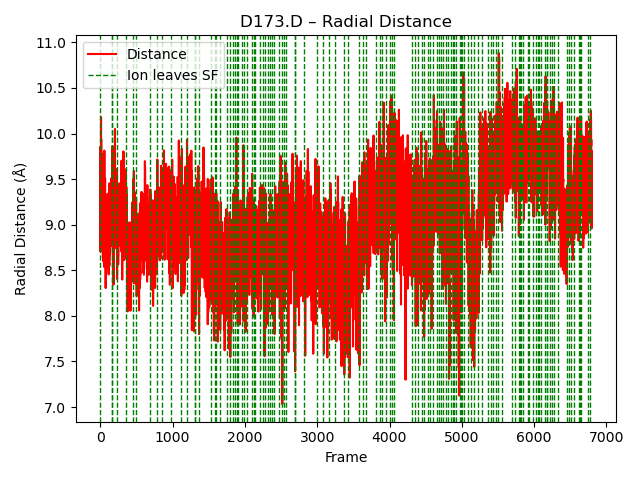 D173.D – Radial Distance
Distance
Ion leaves SF
11.0
10.5
10.0
9.5
9.0
8.5
8.0
7.5
7.0
Radial Distance (Å)
0 1000 2000 3000 4000 5000 6000 7000
Frame